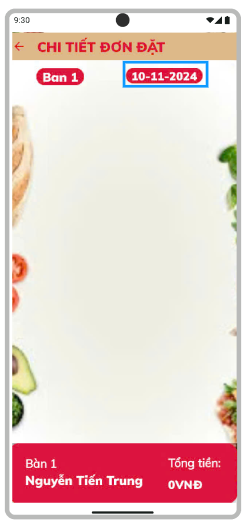 9:30
CHI TIẾT ĐƠN ĐẶT
Ban 1
10-11-2024
Bàn 1
Tổng tiền:
Nguyễn Tiến Trung
0VNĐ